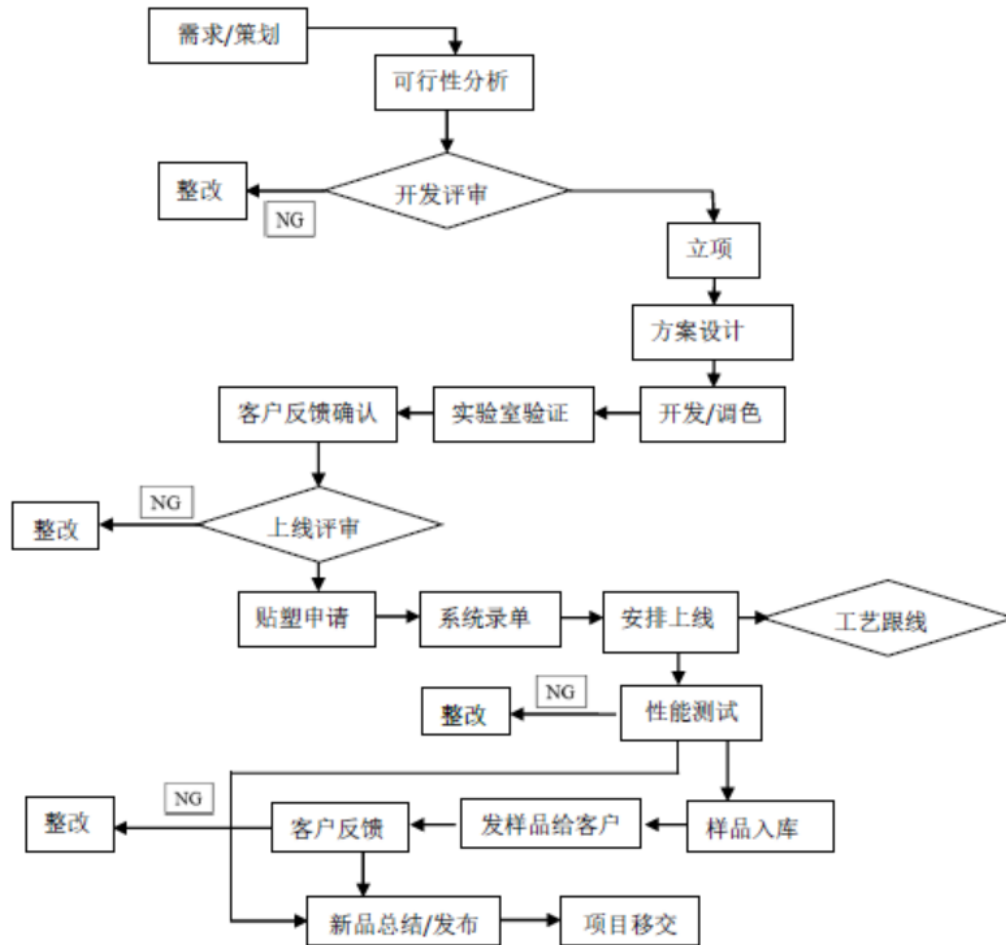 需求/策划
可行性分析
整改
NG
开发评审
立项
方案设计
客户反馈确认
实验室验证
开发/调色
整改
NG
上线评审
贴塑申请
系统录单
安排上线
工艺跟线
整改
NG
性能测试
整改
NG
客户反馈
发样品给客户
样品入库
新品总结/发布
项目移交